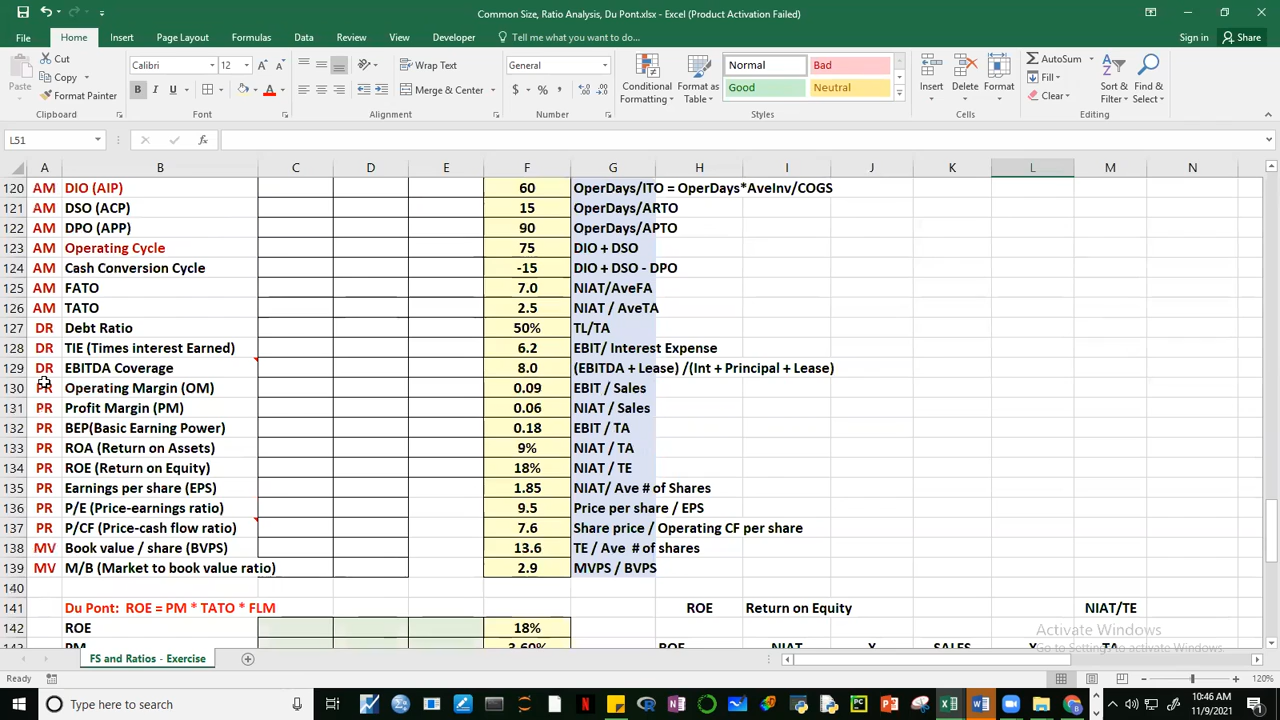 Common Size, Ratio Analysis, Du Pont.xlsx - Excel (Product Activation Failed)
File Home Insert Page Layout Formulas Data Review View Developer Tell me what you want to do... Sign in Share
Cut
Copy
Format Painter
Paste
Clipboard
Calibri 12
B I U
Font
Wrap Text
Merge & Center
Alignment
General
$ % ,
Number
Conditional Formatting
Format as Table
Normal Bad
Good Neutral
Styles
Insert Delete Format
Cells
AutoSum
Fill
Clear
Sort & Filter
Find & Select
Editing
L51 fx
A B C D E F G H I J K L M N
120 AM DIO (AIP) 60 OperDays/ITO = OperDays*AveInv/COGS
121 AM DSO (ACP) 15 OperDays/ARTO
122 AM DPO (APP) 90 OperDays/APTO
123 AM Operating Cycle 75 DIO + DSO
124 AM Cash Conversion Cycle -15 DIO + DSO - DPO
125 AM FATO 7.0 NIAT/AveFA
126 AM TATO 2.5 NIAT / AveTA
127 DR Debt Ratio 50% TL/TA
128 DR TIE (Times interest Earned) 6.2 EBIT/ Interest Expense
129 DR EBITDA Coverage 8.0 (EBITDA + Lease) /(Int + Principal + Lease)
130 PR Operating Margin (OM) 0.09 EBIT / Sales
131 PR Profit Margin (PM) 0.06 NIAT / Sales
132 PR BEP(Basic Earning Power) 0.18 EBIT / TA
133 PR ROA (Return on Assets) 9% NIAT / TA
134 PR ROE (Return on Equity) 18% NIAT / TE
135 PR Earnings per share (EPS) 1.85 NIAT/ Ave # of Shares
136 PR P/E (Price-earnings ratio) 9.5 Price per share / EPS
137 PR P/CF (Price-cash flow ratio) 7.6 Share price / Operating CF per share
138 MV Book value / share (BVPS) 13.6 TE / Ave # of shares
139 MV M/B (Market to book value ratio) 2.9 MVPS / BVPS
140
141 Du Pont: ROE = PM * TATO * FLM ROE Return on Equity NIAT/TE
142 ROE 18%
143 PM 3.60% ROE NIAT X SALES X TA
Activate Windows
Go to Settings to activate Windows.
FS and Ratios - Exercise
Ready 120%
Type here to search
10:46 AM
11/9/2021